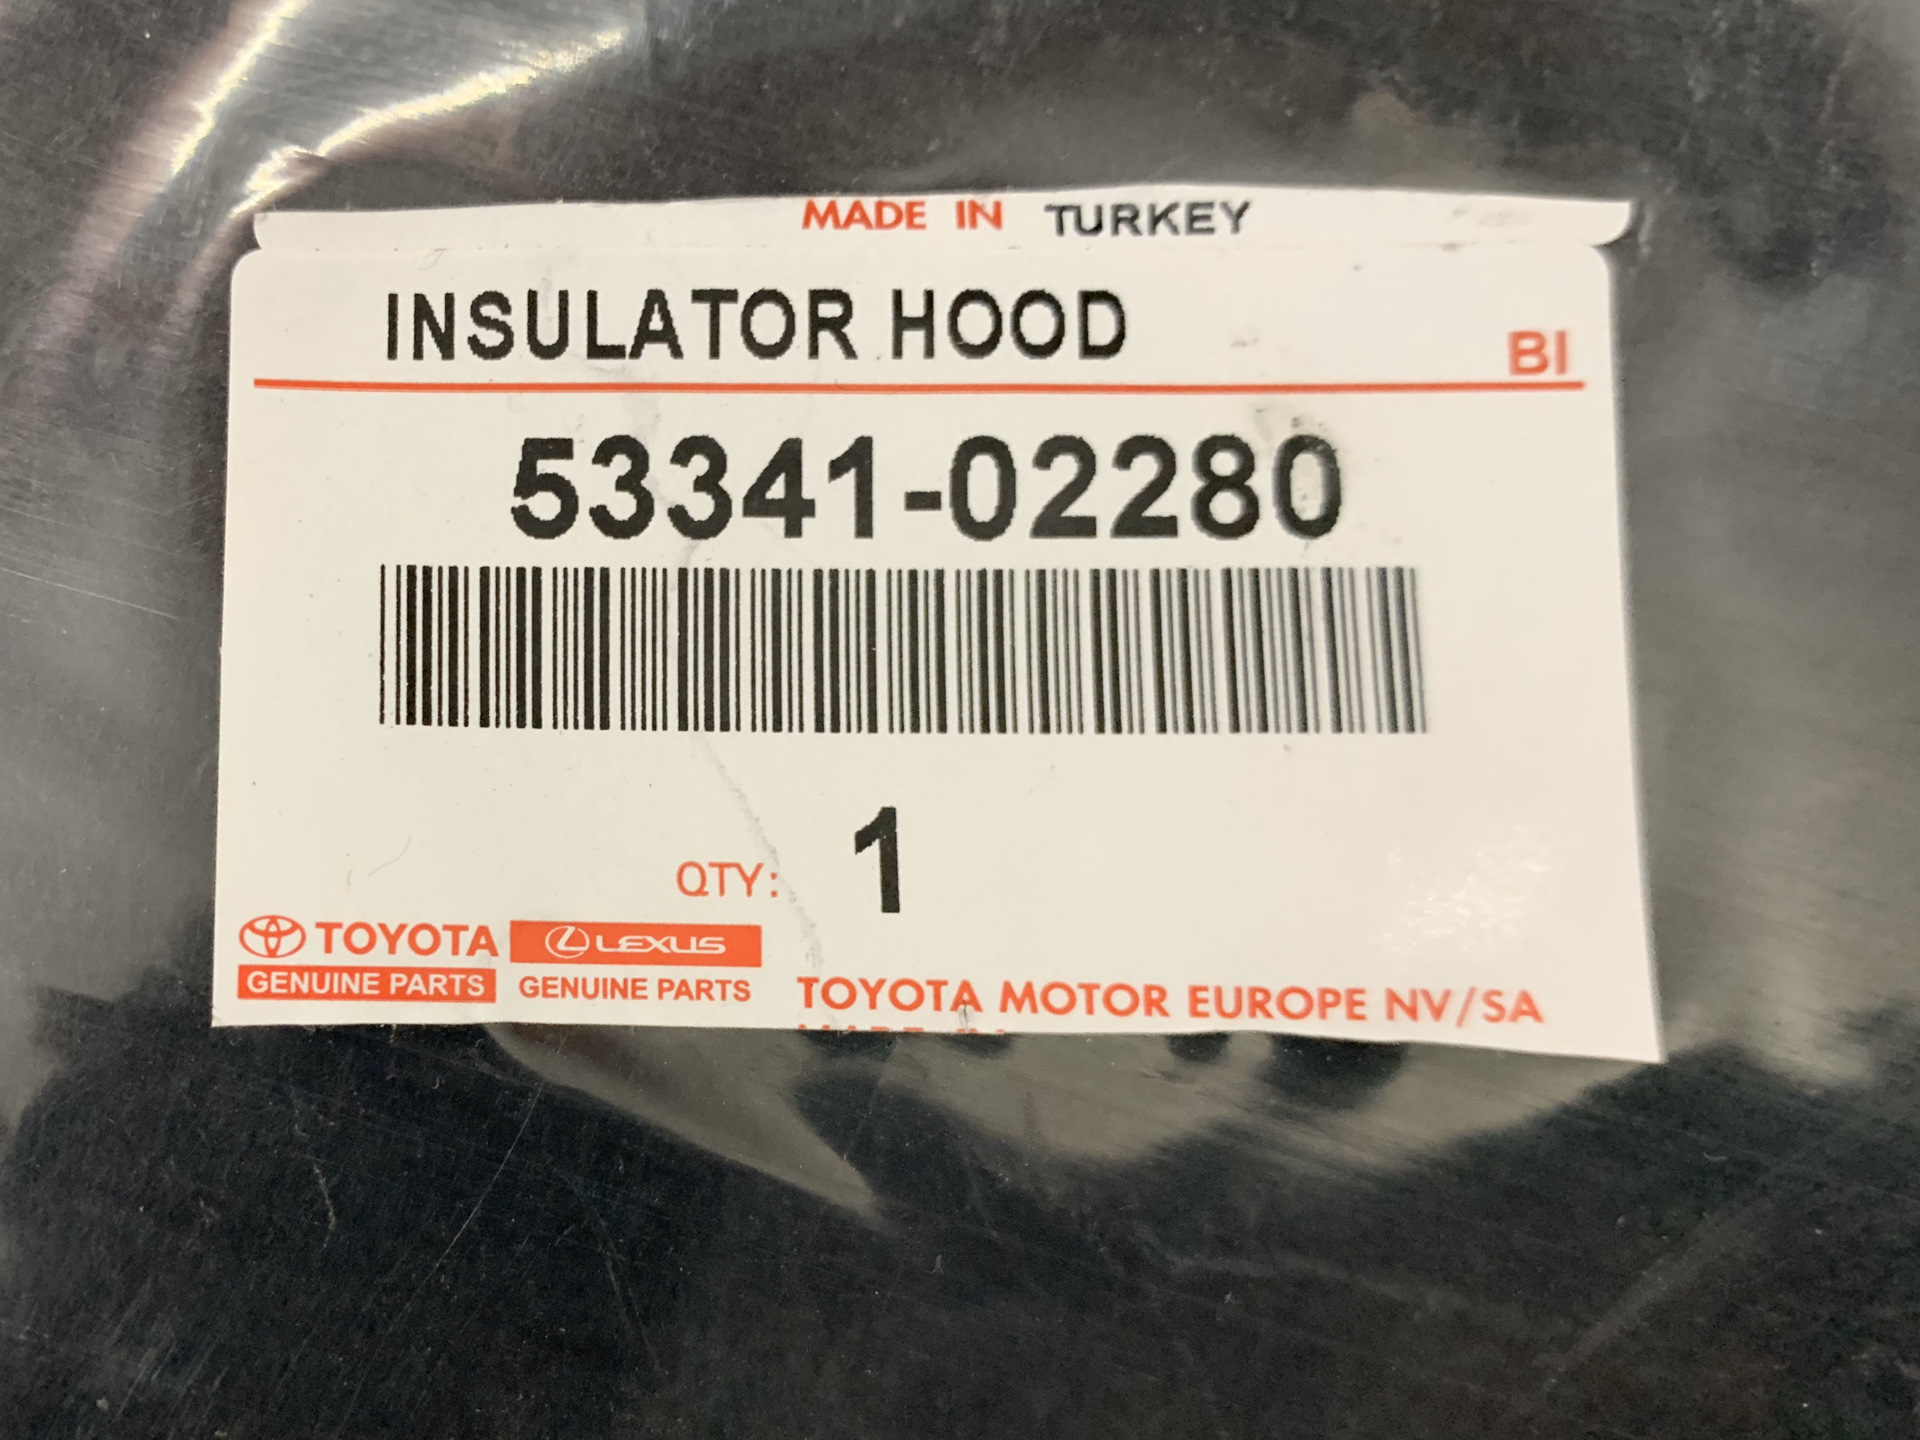 MADE IN TURKEY
INSULATOR HOOD
BI
53341-02280
QTY: 1
TOYOTA LEXUS
GENUINE PARTS GENUINE PARTS
TOYOTA MOTOR EUROPE NV/SA